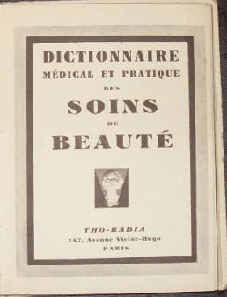 DICTIONNAIRE
MÉDICAL ET PRATIQUE
DES
SOINS
DE
BEAUTÉ
THO-RADIA
147, Avenue Victor-Hugo
PARIS